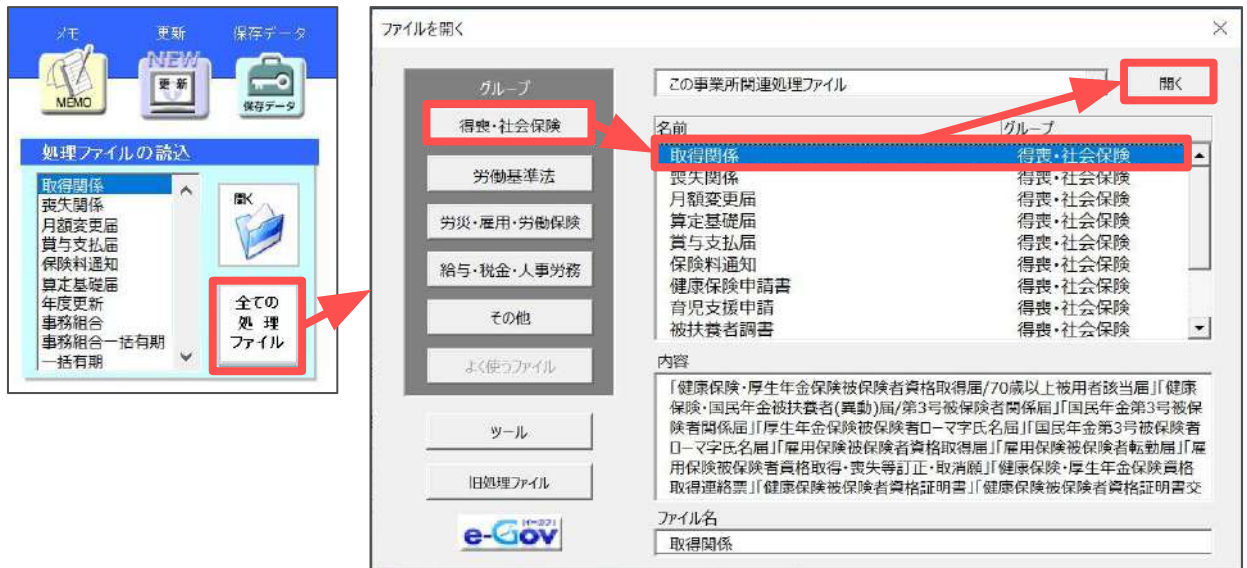 メモ 更新 保存データ
MEMO
NEW
更新
保存データ
処理ファイルの読込
取得関係
喪失関係
月額変更届
賞与支払届
保険料通知
算定基礎届
年度更新
事務組合
事務組合一括有期
一括有期
開く
全ての
処 理
ファイル
ファイルを開く
グループ
得喪・社会保険
労働基準法
労災・雇用・労働保険
給与・税金・人事労務
その他
よく使うファイル
ツール
旧処理ファイル
e-Gov
この事業所関連処理ファイル
開く
名前 グループ
取得関係 得喪・社会保険
喪失関係 得喪・社会保険
月額変更届 得喪・社会保険
算定基礎届 得喪・社会保険
賞与支払届 得喪・社会保険
保険料通知 得喪・社会保険
健康保険申請書 得喪・社会保険
育児支援申請 得喪・社会保険
被扶養者調書 得喪・社会保険
内容
「健康保険・厚生年金保険被保険者資格取得届/70歳以上被用者該当届」「健康
保険・国民年金被扶養者(異動)届/第3号被保険者関係届」「国民年金第3号被保
険者関係届」「厚生年金保険被保険者ローマ字氏名届」「国民年金第3号被保険者
ローマ字氏名届」「雇用保険被保険者資格取得届」「雇用保険被保険者転勤届」「雇
用保険被保険者資格取得・喪失等訂正・取消願」「健康保険・厚生年金保険資格
取得連絡票」「健康保険被保険者資格証明書」「健康保険被保険者資格証明書交
ファイル名
取得関係